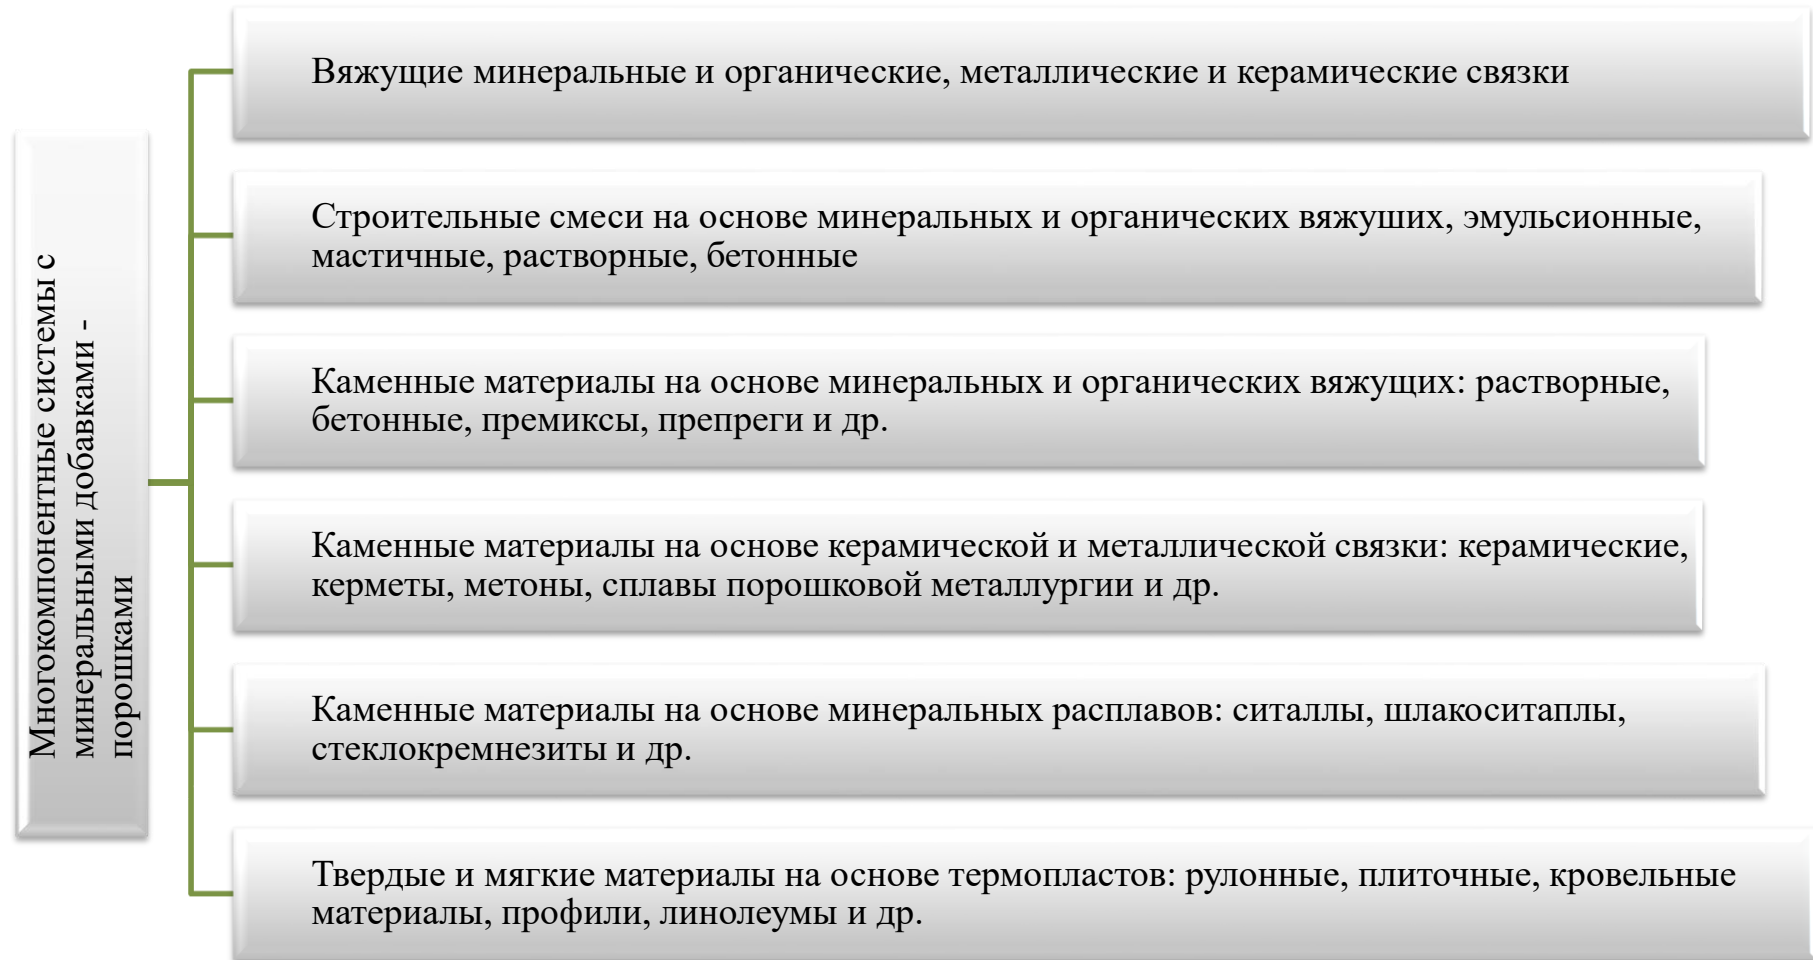 Многокомпонентные системы с
минеральными добавками -
порошками
Вяжущие минеральные и органические, металлические и керамические связки
Строительные смеси на основе минеральных и органических вяжуших, эмульсионные,
мастичные, растворные, бетонные
Каменные материалы на основе минеральных и органических вяжущих: растворные,
бетонные, премиксы, препреги и др.
Каменные материалы на основе керамической и металлической связки: керамические,
керметы, метоны, сплавы порошковой металлургии и др.
Каменные материалы на основе минеральных расплавов: ситаллы, шлакоситаплы,
стеклокремнезиты и др.
Твердые и мягкие материалы на основе термопластов: рулонные, плиточные, кровельные
материалы, профили, линолеумы и др.